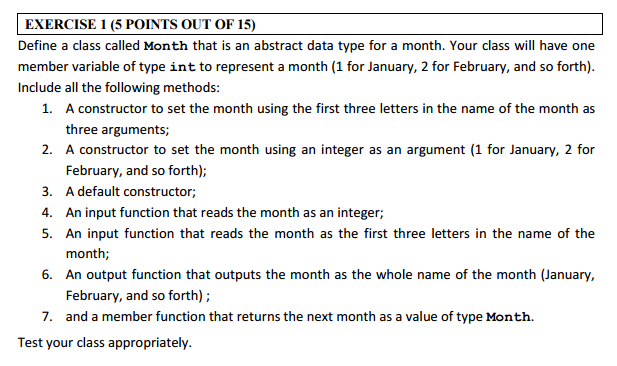 EXERCISE 1 (5 POINTS OUT OF 15)
Define a class called Month that is an abstract data type for a month. Your class will have one
member variable of type int to represent a month (1 for January, 2 for February, and so forth).
Include all the following methods:
1. A constructor to set the month using the first three letters in the name of the month as
three arguments;
2. A constructor to set the month using an integer as an argument (1 for January, 2 for
February, and so forth);
3. A default constructor;
4. An input function that reads the month as an integer;
5. An input function that reads the month as the first three letters in the name of the
month;
6. An output function that outputs the month as the whole name of the month (January,
February, and so forth) ;
7. and a member function that returns the next month as a value of type Month.
Test your class appropriately.